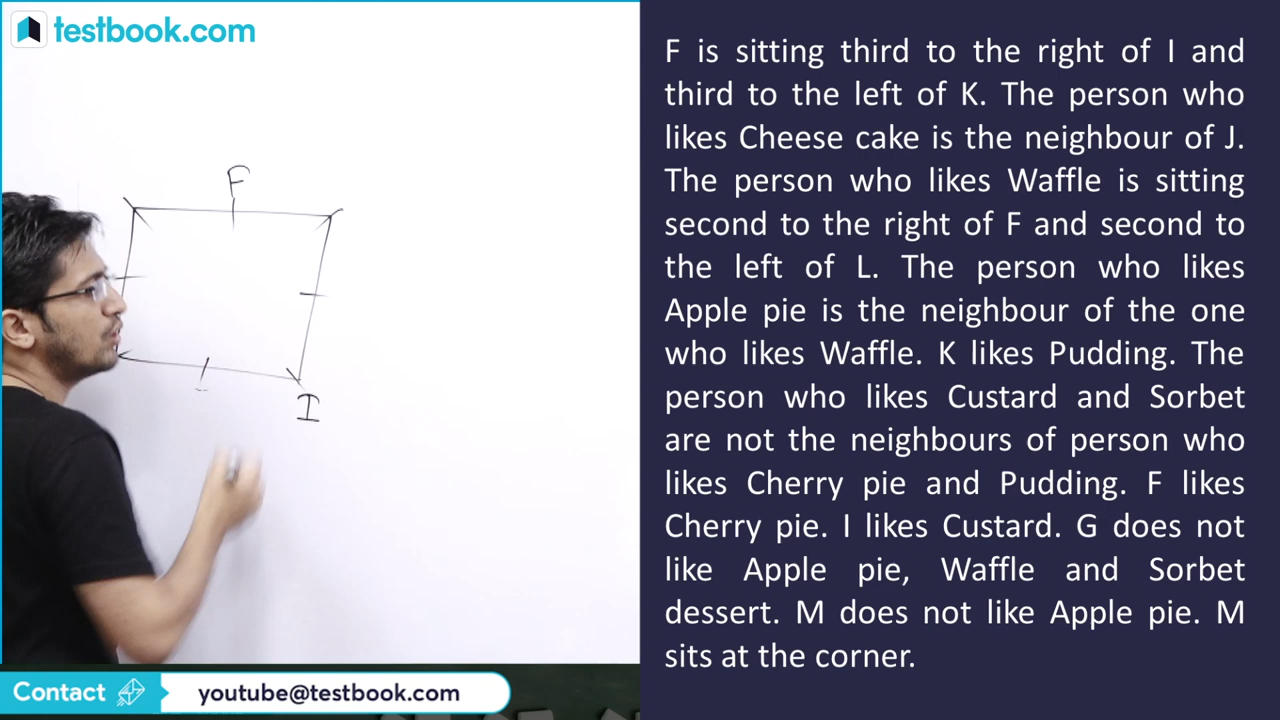 testbook.com
F is sitting third to the right of I and
third to the left of K. The person who
likes Cheese cake is the neighbour of J.
The person who likes Waffle is sitting
second to the right of F and second to
the left of L. The person who likes
Apple pie is the neighbour of the one
who likes Waffle. K likes Pudding. The
person who likes Custard and Sorbet
are not the neighbours of person who
likes Cherry pie and Pudding. F likes
Cherry pie. I likes Custard. G does not
like Apple pie, Waffle and Sorbet
dessert. M does not like Apple pie. M
sits at the corner.
F
I
Contact
youtube@testbook.com